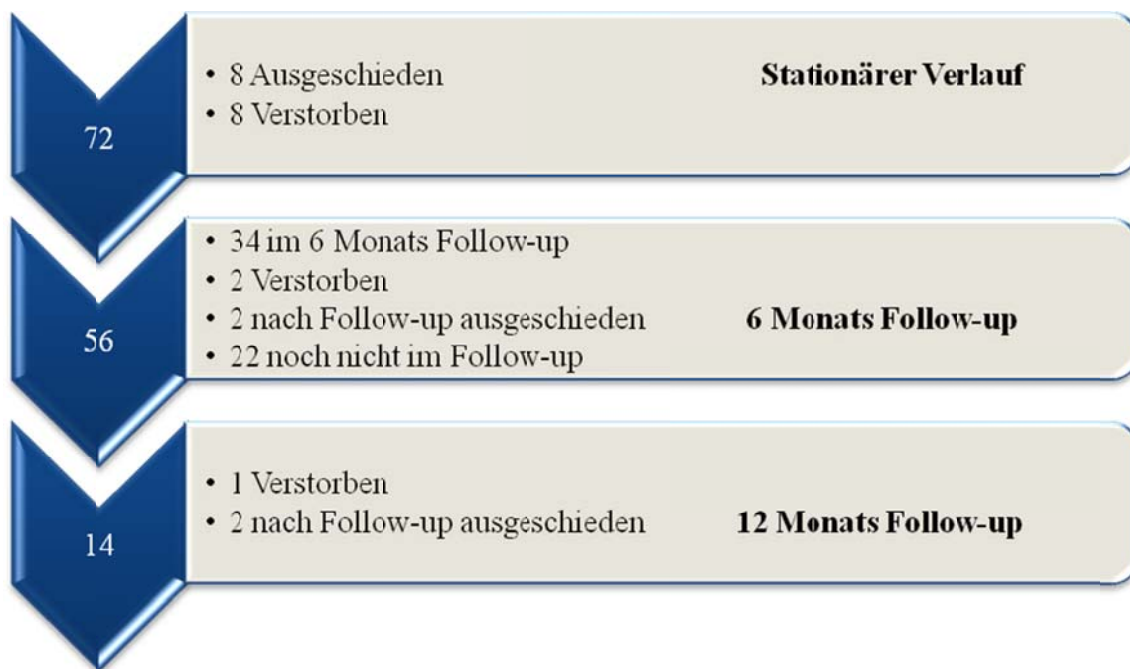 72
• 8 Ausgeschieden
• 8 Verstorben
Stationärer Verlauf
56
• 34 im 6 Monats Follow-up
• 2 Verstorben
• 2 nach Follow-up ausgeschieden
• 22 noch nicht im Follow-up
6 Monats Follow-up
14
• 1 Verstorben
• 2 nach Follow-up ausgeschieden
12 Monats Follow-up